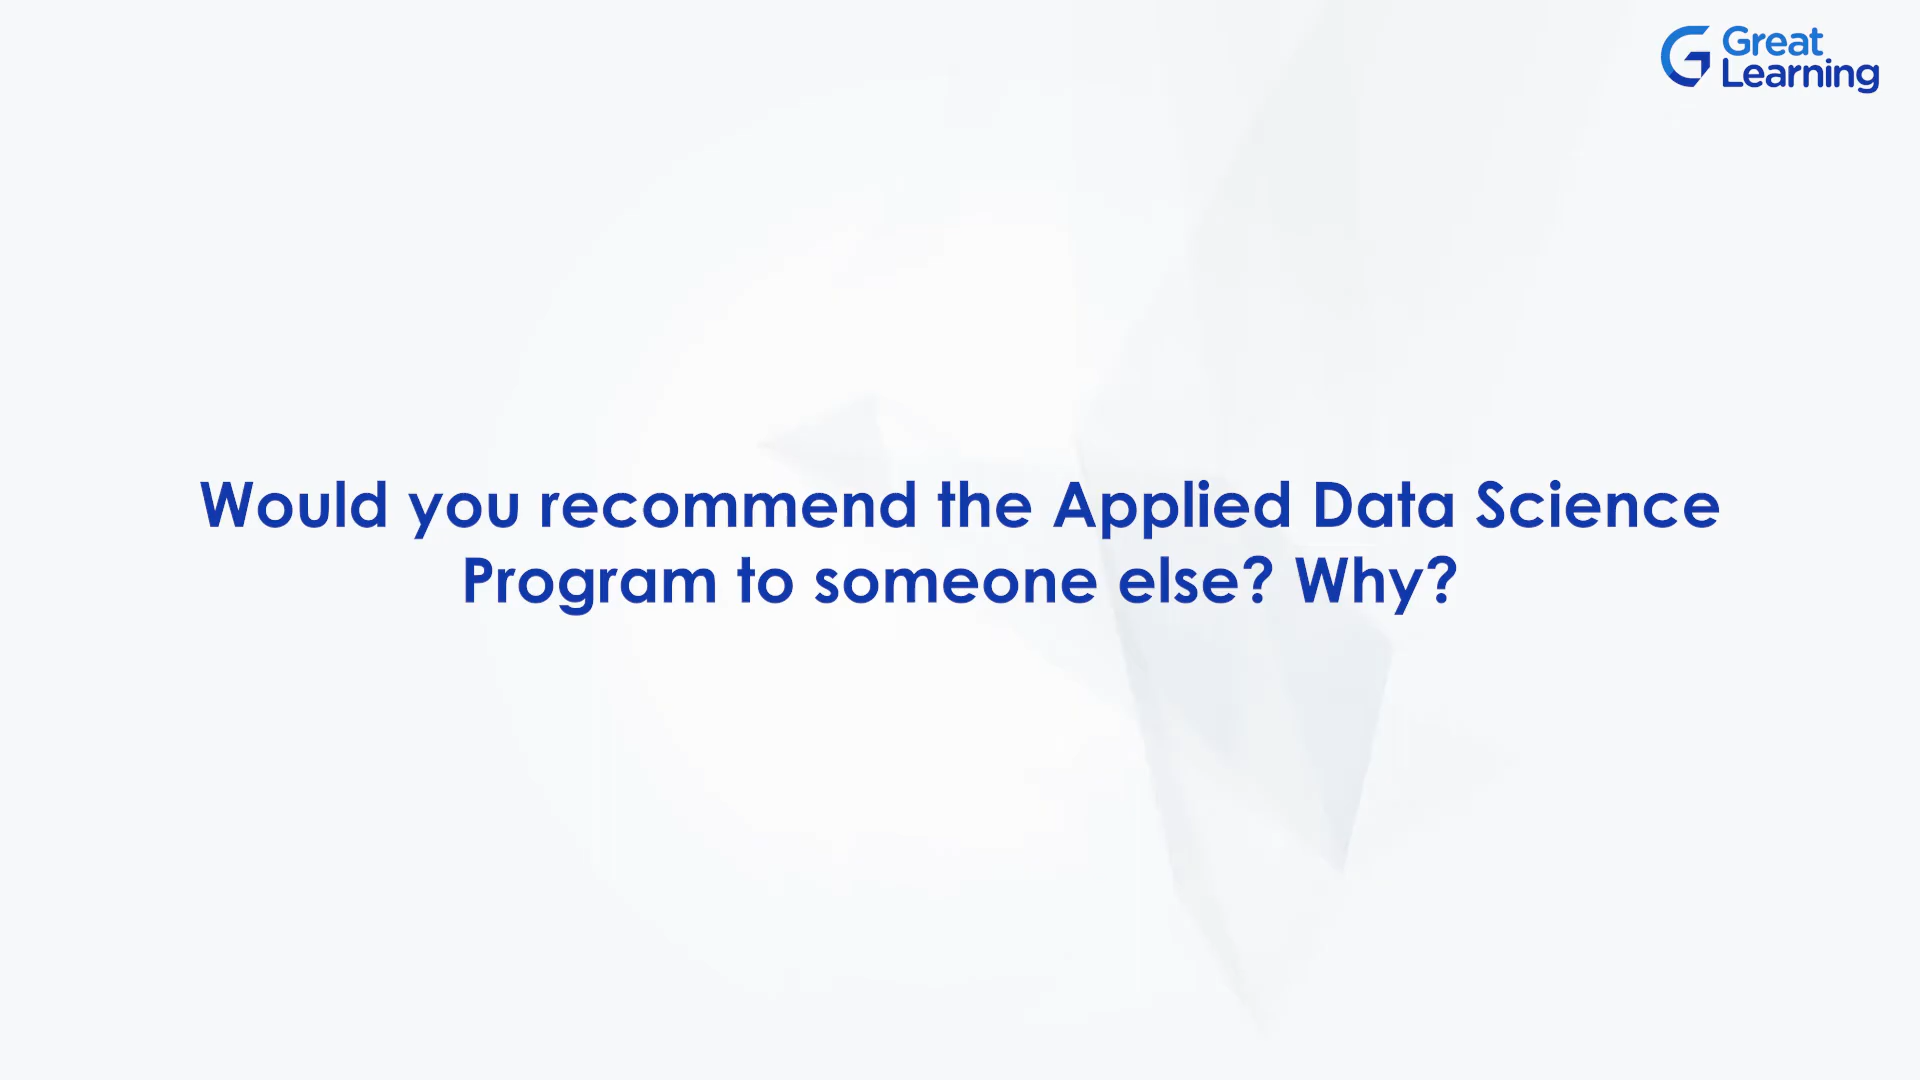 Great
Learning
Would you recommend the Applied Data Science
Program to someone else? Why?